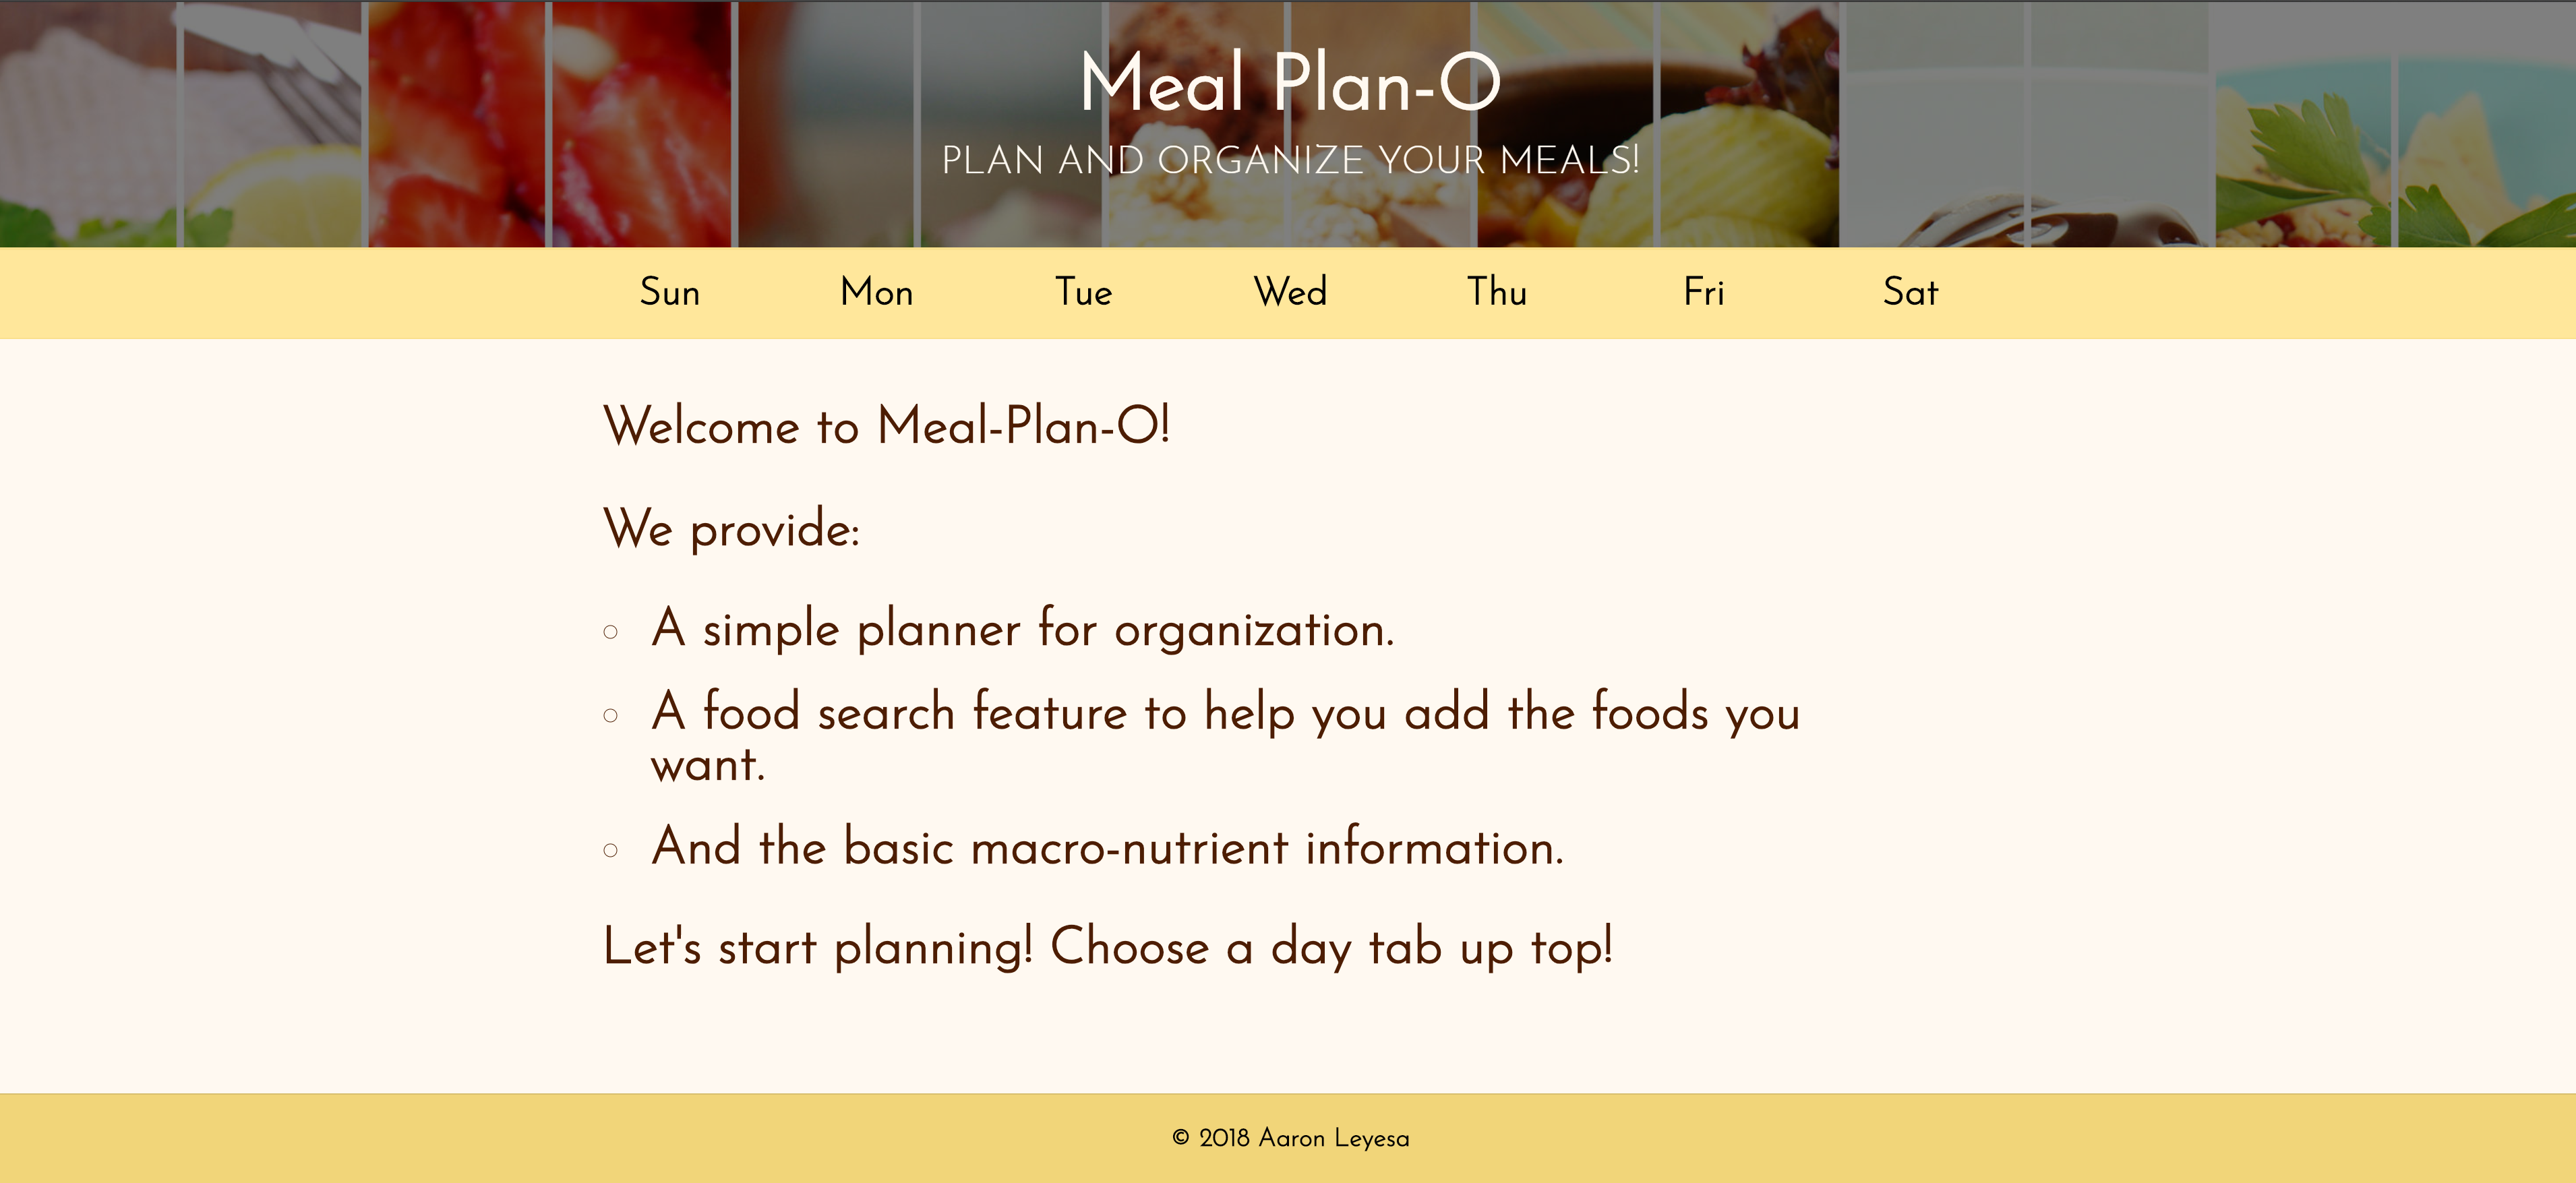 Meal Plan-O
PLAN AND ORGANIZE YOUR MEALS!
Sun Mon Tue Wed Thu Fri Sat
Welcome to Meal-Plan-O!
We provide:
A simple planner for organization.
A food search feature to help you add the foods you
want.
And the basic macro-nutrient information.
Let's start planning! Choose a day tab up top!
© 2018 Aaron Leyesa